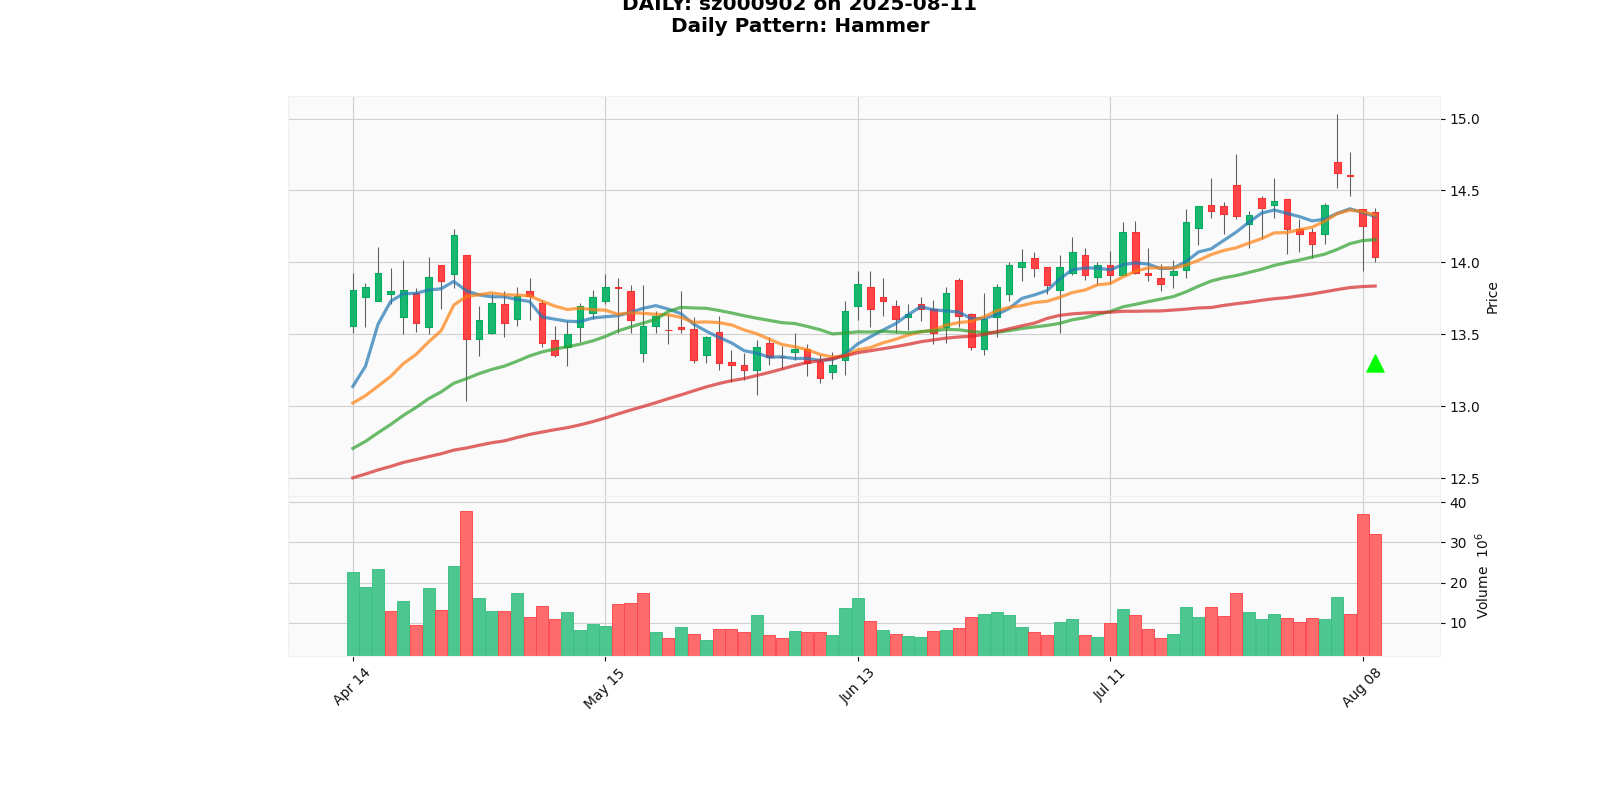 DAILY: sz000902 on 2025-08-11
Daily Pattern: Hammer
15.0
14.5
14.0
13.5
13.0
12.5
Price
40
30
20
10
Volume 10^6
Apr 14
May 15
Jun 13
Jul 11
Aug 08